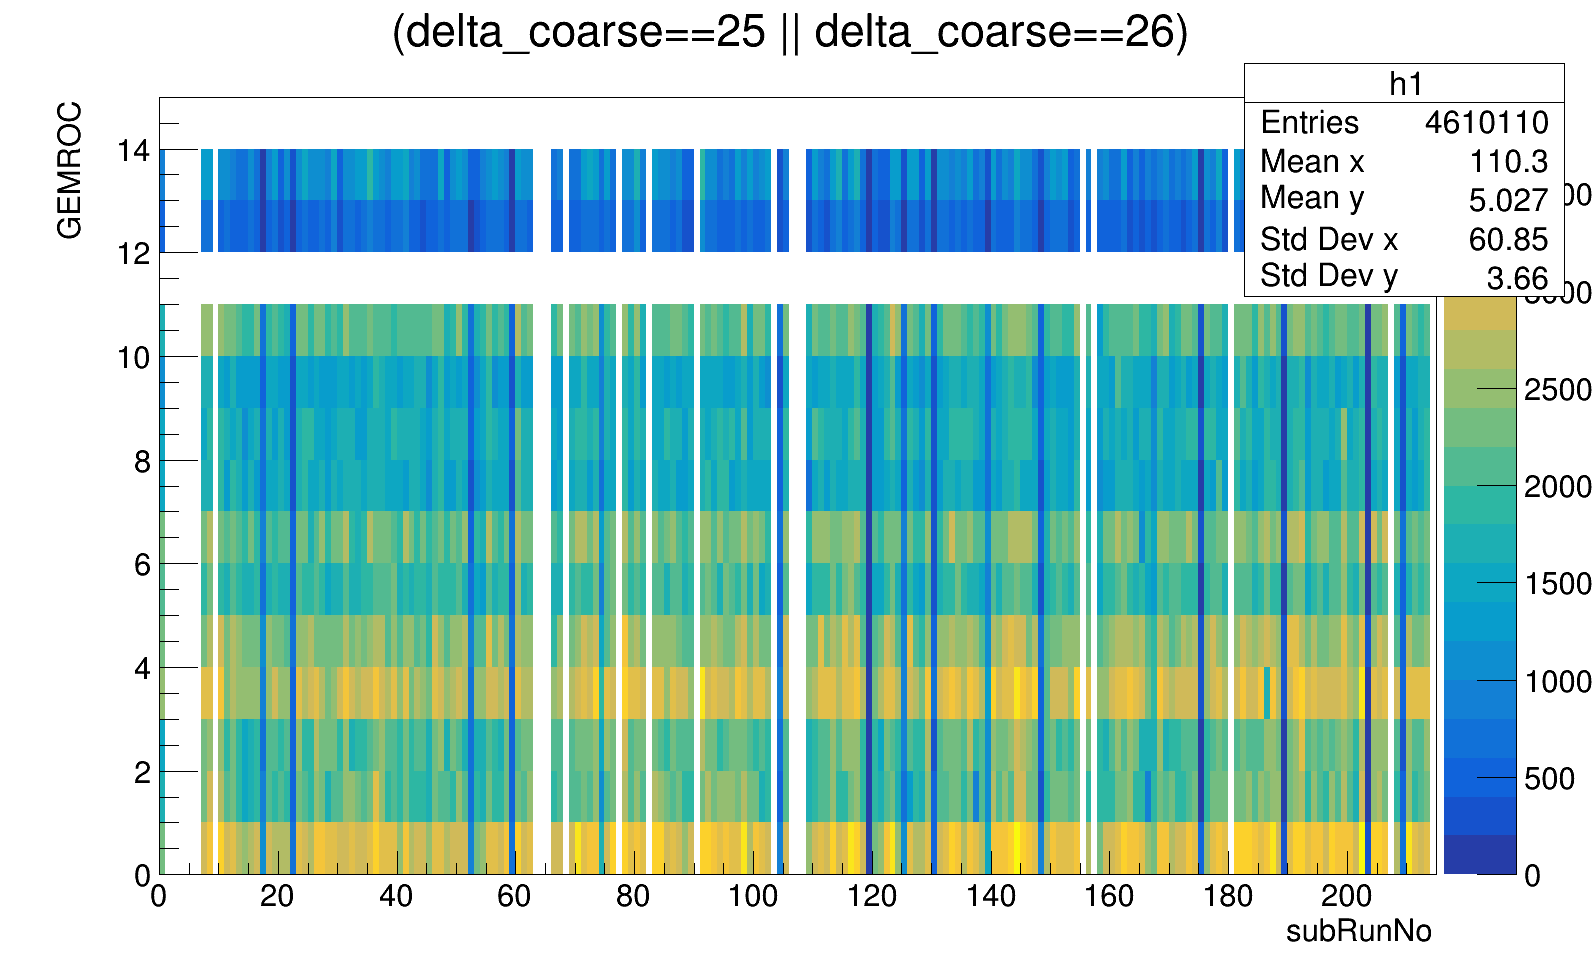 (delta_coarse==25 || delta_coarse==26)
h1
Entries 4610110
Mean x 110.3
Mean y 5.027
Std Dev x 60.85
Std Dev y 3.66
GEMROC
14
12
10
8
6
4
2
0
2500
2000
1500
1000
500
0
0 20 40 60 80 100 120 140 160 180 200
subRunNo